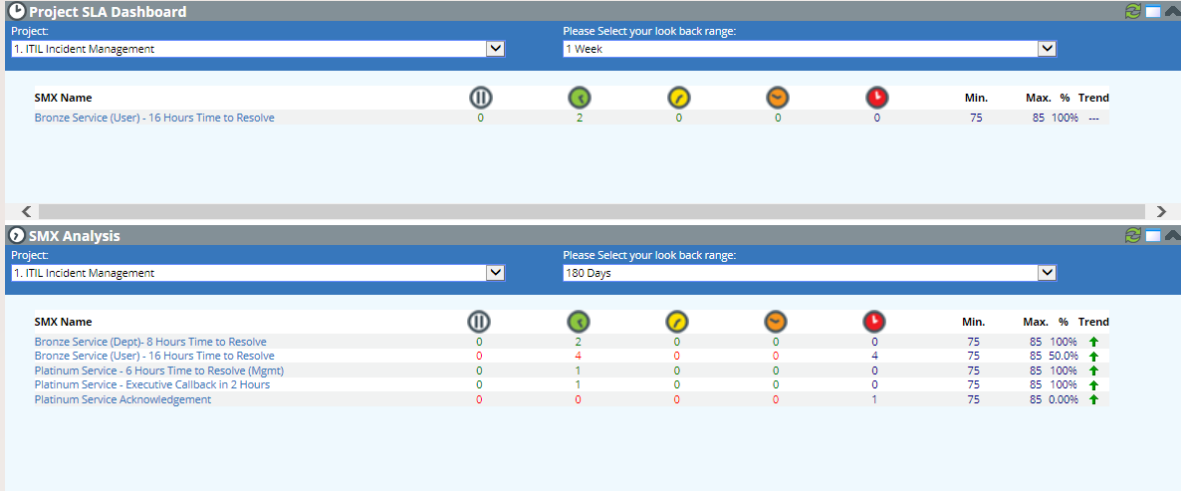 Project SLA Dashboard
Project: Please Select your look back range:
1. ITIL Incident Management 1 Week
SMX Name Min. Max. % Trend
Bronze Service (User) - 16 Hours Time to Resolve 0 2 0 0 0 75 85 100% ---
SMX Analysis
Project: Please Select your look back range:
1. ITIL Incident Management 180 Days
SMX Name Min. Max. % Trend
Bronze Service (Dept)- 8 Hours Time to Resolve 0 2 0 0 0 75 85 100%
Bronze Service (User) - 16 Hours Time to Resolve 0 4 0 0 4 75 85 50.0%
Platinum Service - 6 Hours Time to Resolve (Mgmt) 0 1 0 0 0 75 85 100%
Platinum Service - Executive Callback in 2 Hours 0 1 0 0 0 75 85 100%
Platinum Service Acknowledgement 0 0 0 0 1 75 85 0.00%